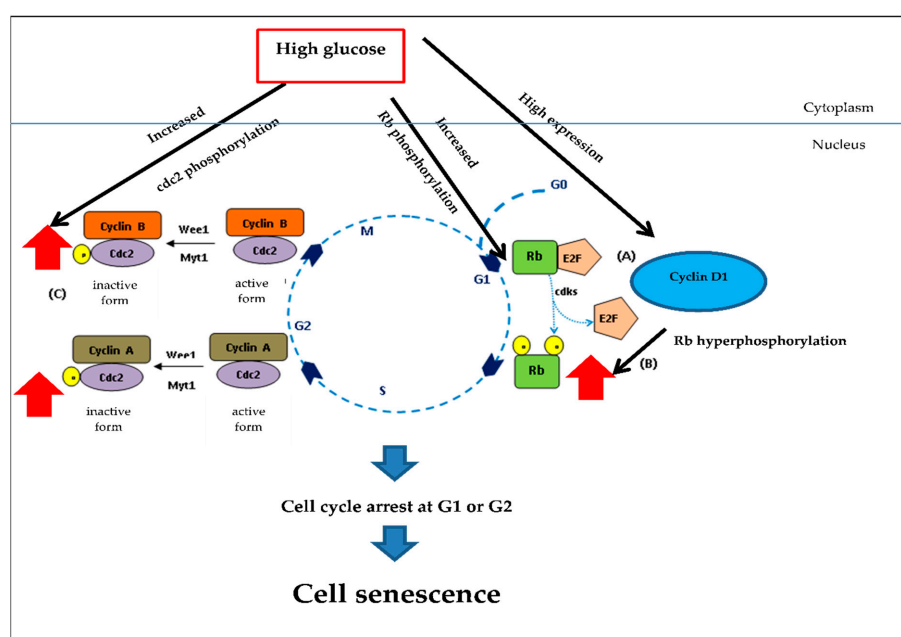 High glucose
Cytoplasm
Nucleus
Increased
cdc2 phosphorylation
Increased
Rb phosphorylation
High expression
G0
M
G1
G2
S
Cyclin B
Cdc2
P
inactive
form
Wee1
Myt1
Cyclin B
Cdc2
active
form
(C)
Cyclin A
Cdc2
P
inactive
form
Wee1
Myt1
Cyclin A
Cdc2
active
form
Rb
E2F
(A)
Cyclin D1
cdks
E2F
Rb hyperphosphorylation
(B)
Rb
Cell cycle arrest at G1 or G2
Cell senescence